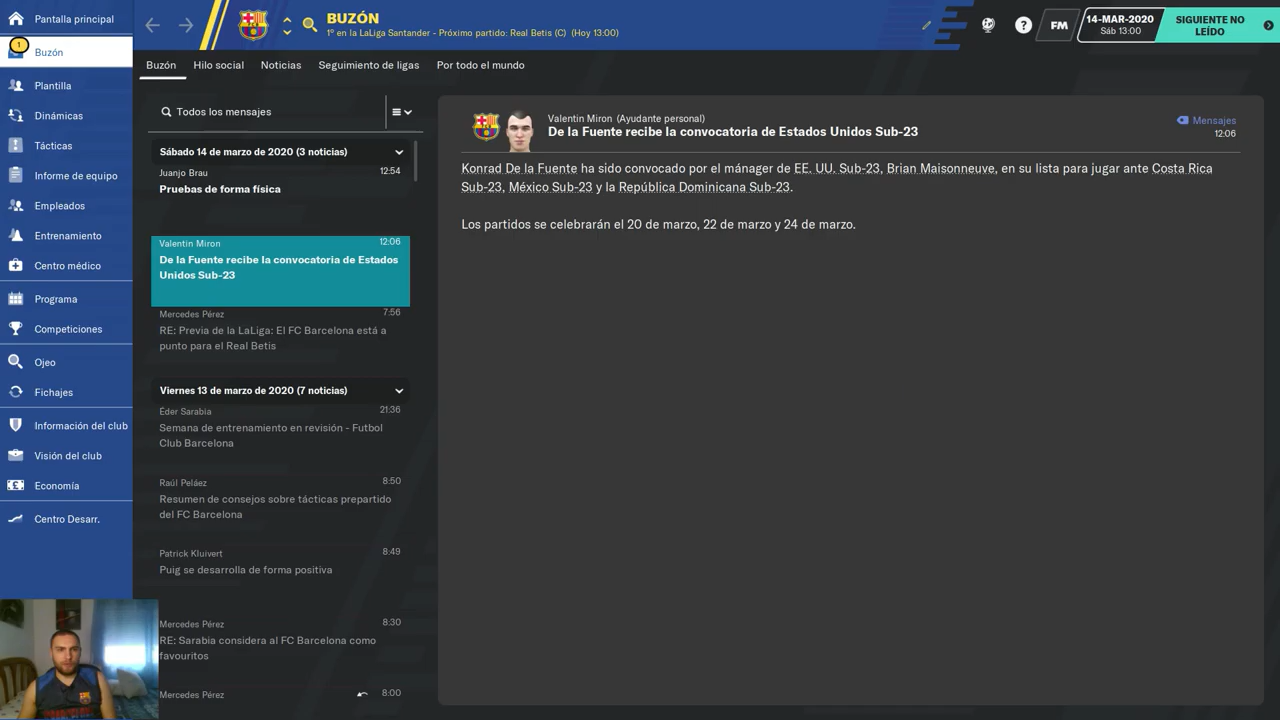 Pantalla principal
1
Buzón
Plantilla
Dinámicas
Tácticas
Informe de equipo
Empleados
Entrenamiento
Centro médico
Programa
Competiciones
Ojeo
Fichajes
Información del club
Visión del club
Economía
Centro Desarr.
BUZÓN
1º en la LaLiga Santander - Próximo partido: Real Betis (C) (Hoy 13:00)
?
FM
14-MAR-2020
Sáb 13:00
SIGUIENTE NO
LEÍDO
Buzón
Hilo social
Noticias
Seguimiento de ligas
Por todo el mundo
Todos los mensajes
Sábado 14 de marzo de 2020 (3 noticias)
Juanjo Brau 12:54
Pruebas de forma física
Valentin Miron 12:06
De la Fuente recibe la convocatoria de Estados
Unidos Sub-23
Mercedes Pérez 7:56
RE: Previa de la LaLiga: El FC Barcelona está a
punto para el Real Betis
Viernes 13 de marzo de 2020 (7 noticias)
Éder Sarabia 21:36
Semana de entrenamiento en revisión - Futbol
Club Barcelona
Raúl Peláez 8:50
Resumen de consejos sobre tácticas prepartido
del FC Barcelona
Patrick Kluivert 8:49
Puig se desarrolla de forma positiva
Mercedes Pérez 8:30
RE: Sarabia considera al FC Barcelona como
favouritos
Mercedes Pérez 8:00
Valentin Miron (Ayudante personal)
De la Fuente recibe la convocatoria de Estados Unidos Sub-23
Mensajes
12:06
Konrad De la Fuente ha sido convocado por el mánager de EE. UU. Sub-23, Brian Maisonneuve, en su lista para jugar ante Costa Rica
Sub-23, México Sub-23 y la República Dominicana Sub-23.
Los partidos se celebrarán el 20 de marzo, 22 de marzo y 24 de marzo.